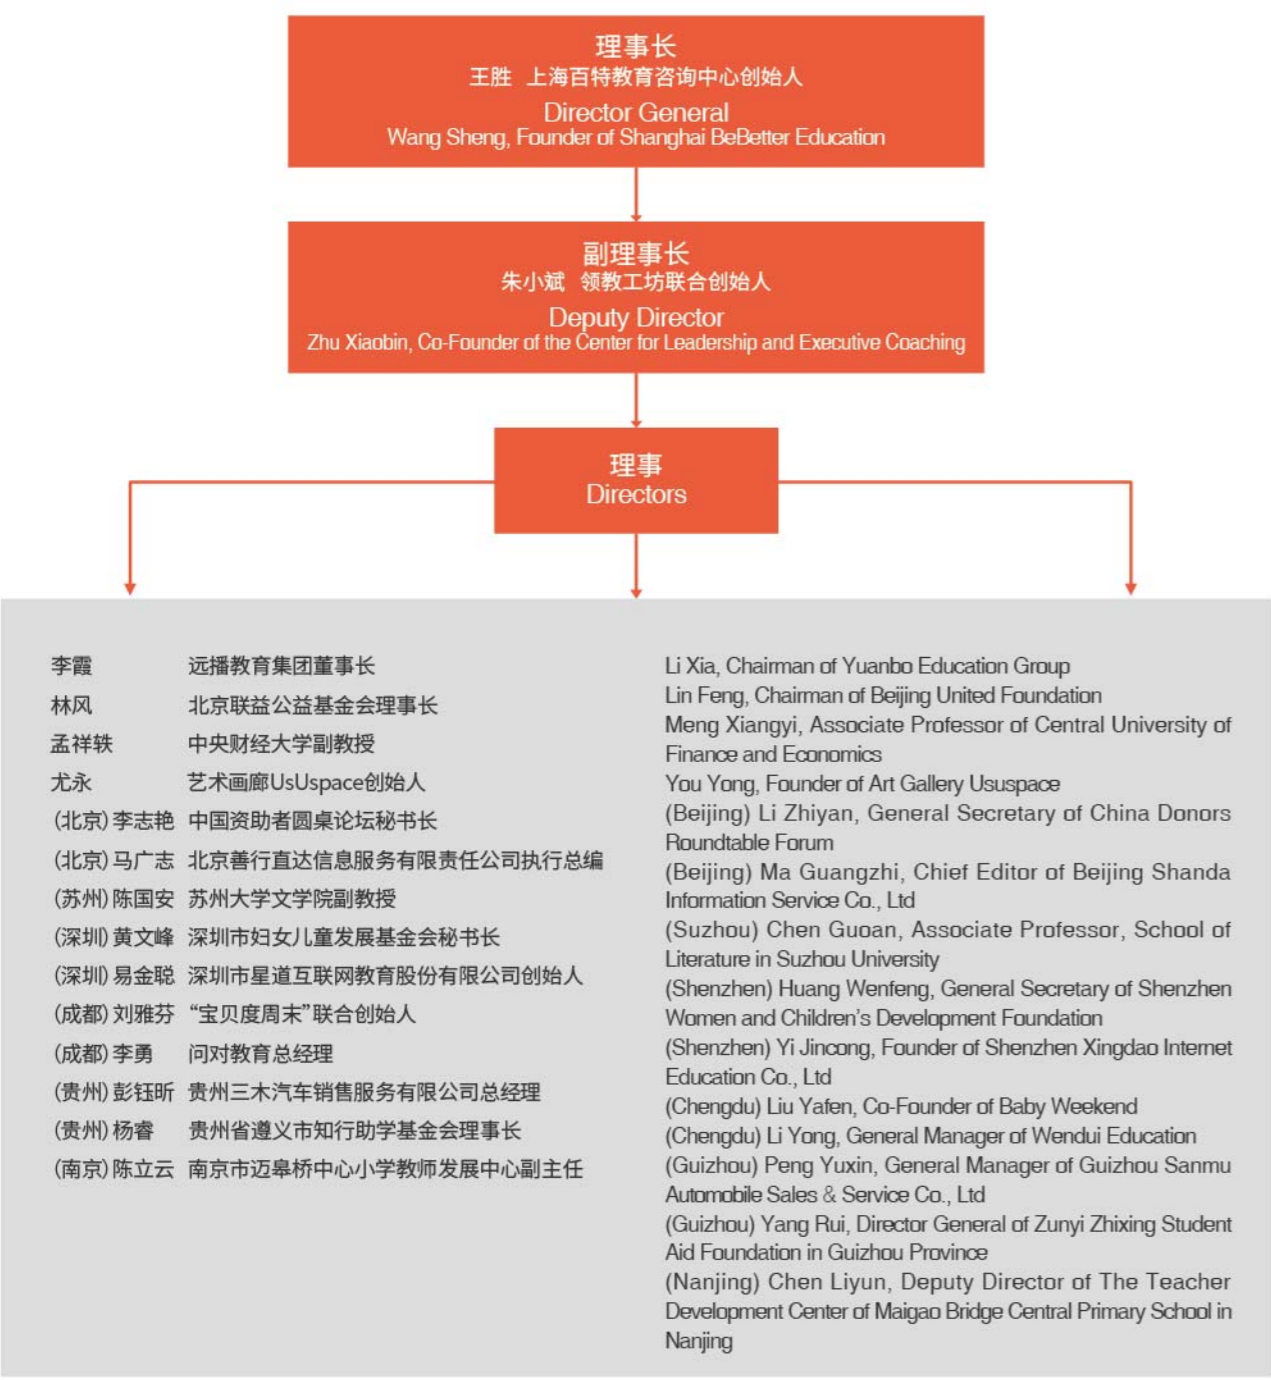 理事长
王胜 上海百特教育咨询中心创始人
Director General
Wang Sheng, Founder of Shanghai BeBetter Education
副理事长
朱小斌 领教工坊联合创始人
Deputy Director
Zhu Xiaobin, Co-Founder of the Center for Leadership and Executive Coaching
理事
Directors
李霞 远播教育集团董事长
林风 北京联益公益基金会理事长
孟祥轶 中央财经大学副教授
尤永 艺术画廊UsUspace创始人
(北京)李志艳 中国资助者圆桌论坛秘书长
(北京)马广志 北京善行直达信息服务有限责任公司执行总编
(苏州)陈国安 苏州大学文学院副教授
(深圳)黄文峰 深圳市妇女儿童发展基金会秘书长
(深圳)易金聪 深圳市星道互联网教育股份有限公司创始人
(成都)刘雅芬 “宝贝度周末”联合创始人
(成都)李勇 问对教育总经理
(贵州)彭钰昕 贵州三木汽车销售服务有限公司总经理
(贵州)杨睿 贵州省遵义市知行助学基金会理事长
(南京)陈立云 南京市迈皋桥中心小学教师发展中心副主任
Li Xia, Chairman of Yuanbo Education Group
Lin Feng, Chairman of Beijing United Foundation
Meng Xiangyi, Associate Professor of Central University of
Finance and Economics
You Yong, Founder of Art Gallery Ususpace
(Beijing) Li Zhiyan, General Secretary of China Donors
Roundtable Forum
(Beijing) Ma Guangzhi, Chief Editor of Beijing Shanda
Information Service Co., Ltd
(Suzhou) Chen Guoan, Associate Professor, School of
Literature in Suzhou University
(Shenzhen) Huang Wenfeng, General Secretary of Shenzhen
Women and Children’s Development Foundation
(Shenzhen) Yi Jincong, Founder of Shenzhen Xingdao Internet
Education Co., Ltd
(Chengdu) Liu Yafen, Co-Founder of Baby Weekend
(Chengdu) Li Yong, General Manager of Wendui Education
(Guizhou) Peng Yuxin, General Manager of Guizhou Sanmu
Automobile Sales & Service Co., Ltd
(Guizhou) Yang Rui, Director General of Zunyi Zhixing Student
Aid Foundation in Guizhou Province
(Nanjing) Chen Liyun, Deputy Director of The Teacher
Development Center of Maigao Bridge Central Primary School in
Nanjing